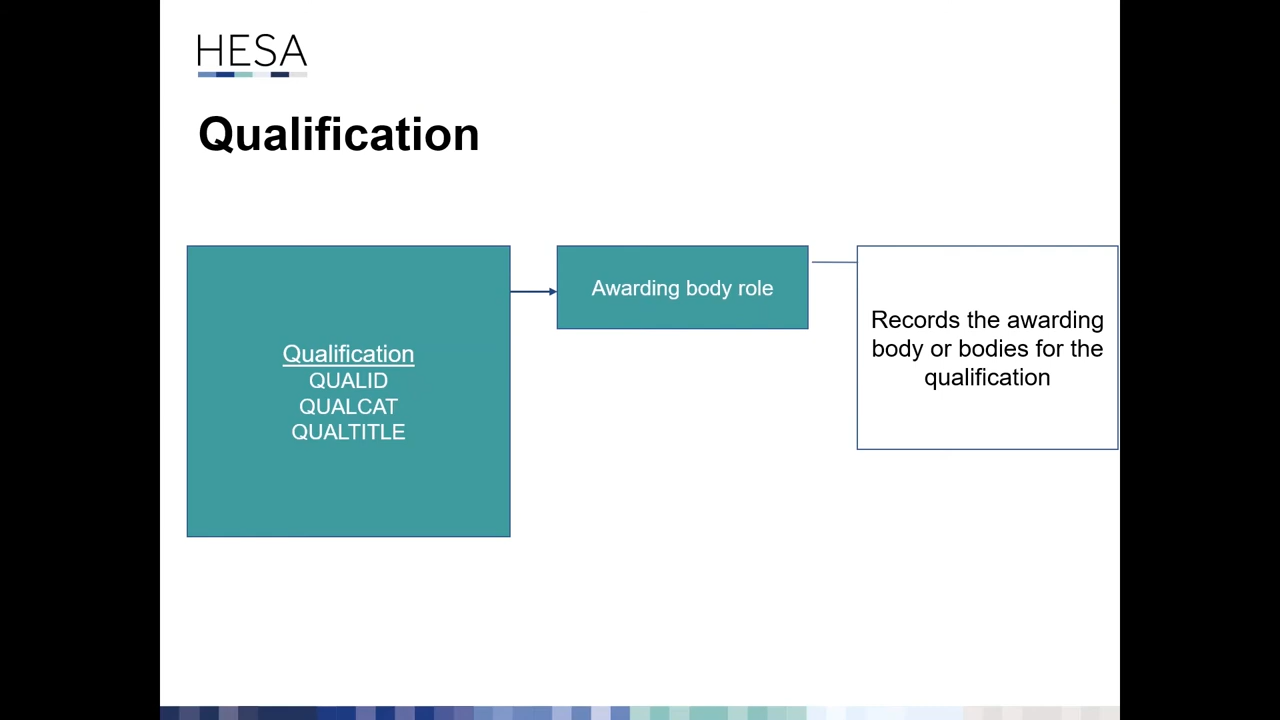 HESA
Qualification
Qualification
QUALID
QUALCAT
QUALTITLE
Awarding body role
Records the awarding
body or bodies for the
qualification